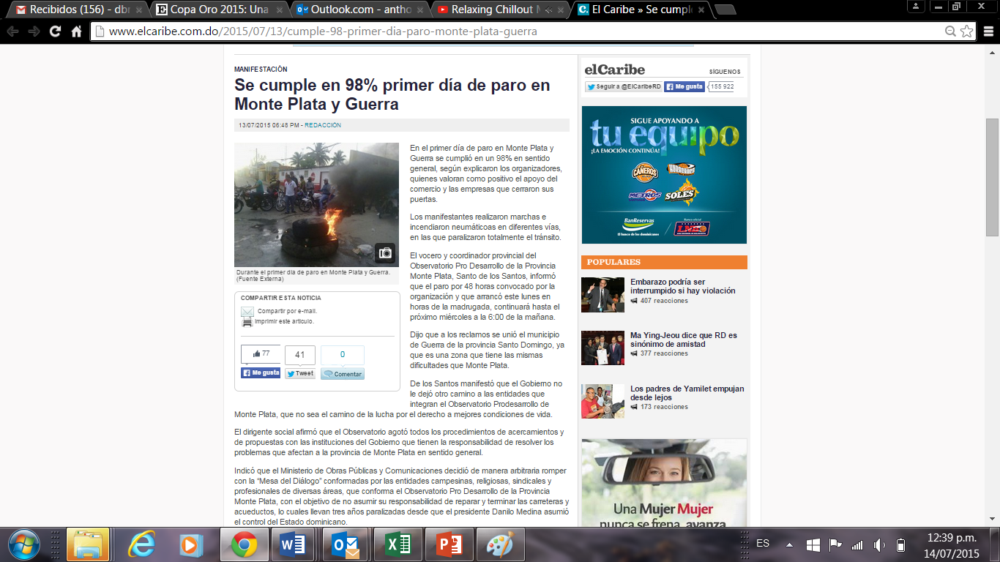 Recibidos (156) - dbr
Copa Oro 2015: Una
Outlook.com - antho
Relaxing Chillout M
El Caribe » Se cumple
www.elcaribe.com.do/2015/07/13/cumple-98-primer-dia-paro-monte-plata-guerra
MANIFESTACIÓN
Se cumple en 98% primer día de paro en
Monte Plata y Guerra
13/07/2015 06:48 PM - REDACCIÓN
Durante el primer día de paro en Monte Plata y Guerra.
(Fuente Externa)
COMPARTIR ESTA NOTICIA
Compartir por e-mail.
Imprimir este articulo.
77
41
0
Me gusta
Tweet
Comentar
En el primer día de paro en Monte Plata y
Guerra se cumplió en un 98% en sentido
general, según explicaron los organizadores,
quienes valoran como positivo el apoyo del
comercio y las empresas que cerraron sus
puertas.
Los manifestantes realizaron marchas e
incendiaron neumáticoas en diferentes vías,
en las que paralizaron totalmente el tránsito.
El vocero y coordinador provincial del
Observatorio Pro Desarrollo de la Provincia
Monte Plata, Santo de los Santos, informó
que el paro por 48 horas convocado por la
organización y que arrancó este lunes en
horas de la madrugada, continuará hasta el
próximo miércoles a la 6:00 de la mañana.
Dijo que a los reclamos se unió el municipio
de Guerra de la provincia Santo Domingo, ya
que es una zona que tiene las mismas
dificultades que Monte Plata.
De los Santos manifestó que el Gobierno no
le dejó otro camino a las entidades que
integran el Observatorio Prodesarrollo de
Monte Plata, que no sea el camino de la lucha por el derecho a mejores condiciones de vida.
El dirigente social afirmó que el Observatorio agotó todos los procedimientos de acercamientos y
de propuestas con las instituciones del Gobierno que tienen la responsabilidad de resolver los
problemas que afectan a la provincia de Monte Plata en sentido general.
Indicó que el Ministerio de Obras Públicas y Comunicaciones decidió de manera arbitraria romper
con la “Mesa del Diálogo” conformadas por las entidades campesinas, religiosas, sindicales y
profesionales de diversas áreas, que conforma el Observatorio Pro Desarrollo de la Provincia
Monte Plata, con el objetivo de no asumir su responsabilidad de reparar y terminar las carreteras y
acueductos, lo cuales llevan tres años paralizadas desde que el presidente Danilo Medina asumió
el control del Estado dominicano.
elCaribe
SÍGUENOS
Seguir a @ElCaribeRD
Me gusta
155 922
SIGUE APOYANDO A
tu equipo
¡LA EMOCIÓN CONTINÚA!
CAÑEROS
HURACANES
METROS
SOLES
BanReservas
El banco de los dominicanos
Banco oficial
LNB
POPULARES
Embarazo podría ser
interrumpido si hay violación
407 reacciones
Ma Ying-Jeou dice que RD es
sinónimo de amistad
377 reacciones
Los padres de Yamilet empujan
desde lejos
173 reacciones
Una Mujer Mujer
nunca se frena, avanza
ES
12:39 p.m.
14/07/2015